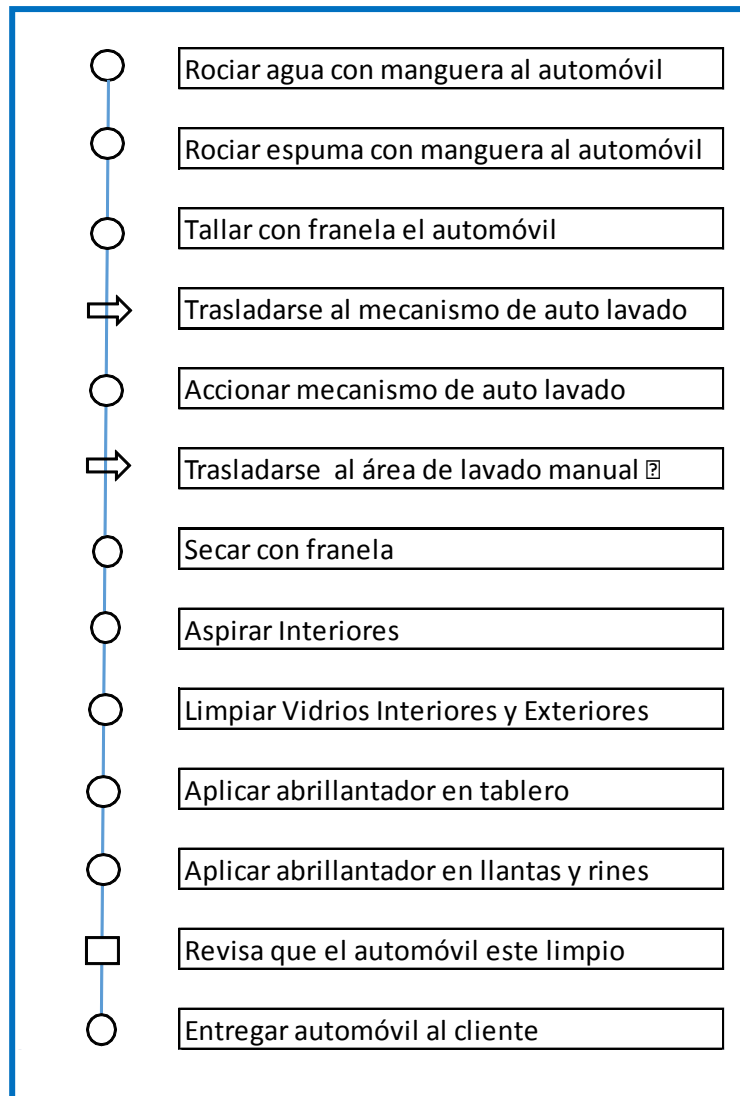 Rociar agua con manguera al automóvil
Rociar espuma con manguera al automóvil
Tallar con franela el automóvil
Trasladarse al mecanismo de auto lavado
Accionar mecanismo de auto lavado
Trasladarse  al área de lavado manual
Secar con franela
Aspirar Interiores
Limpiar Vidrios Interiores y Exteriores
Aplicar abrillantador en tablero
Aplicar abrillantador en llantas y rines
Revisa que el automóvil este limpio
Entregar automóvil al cliente